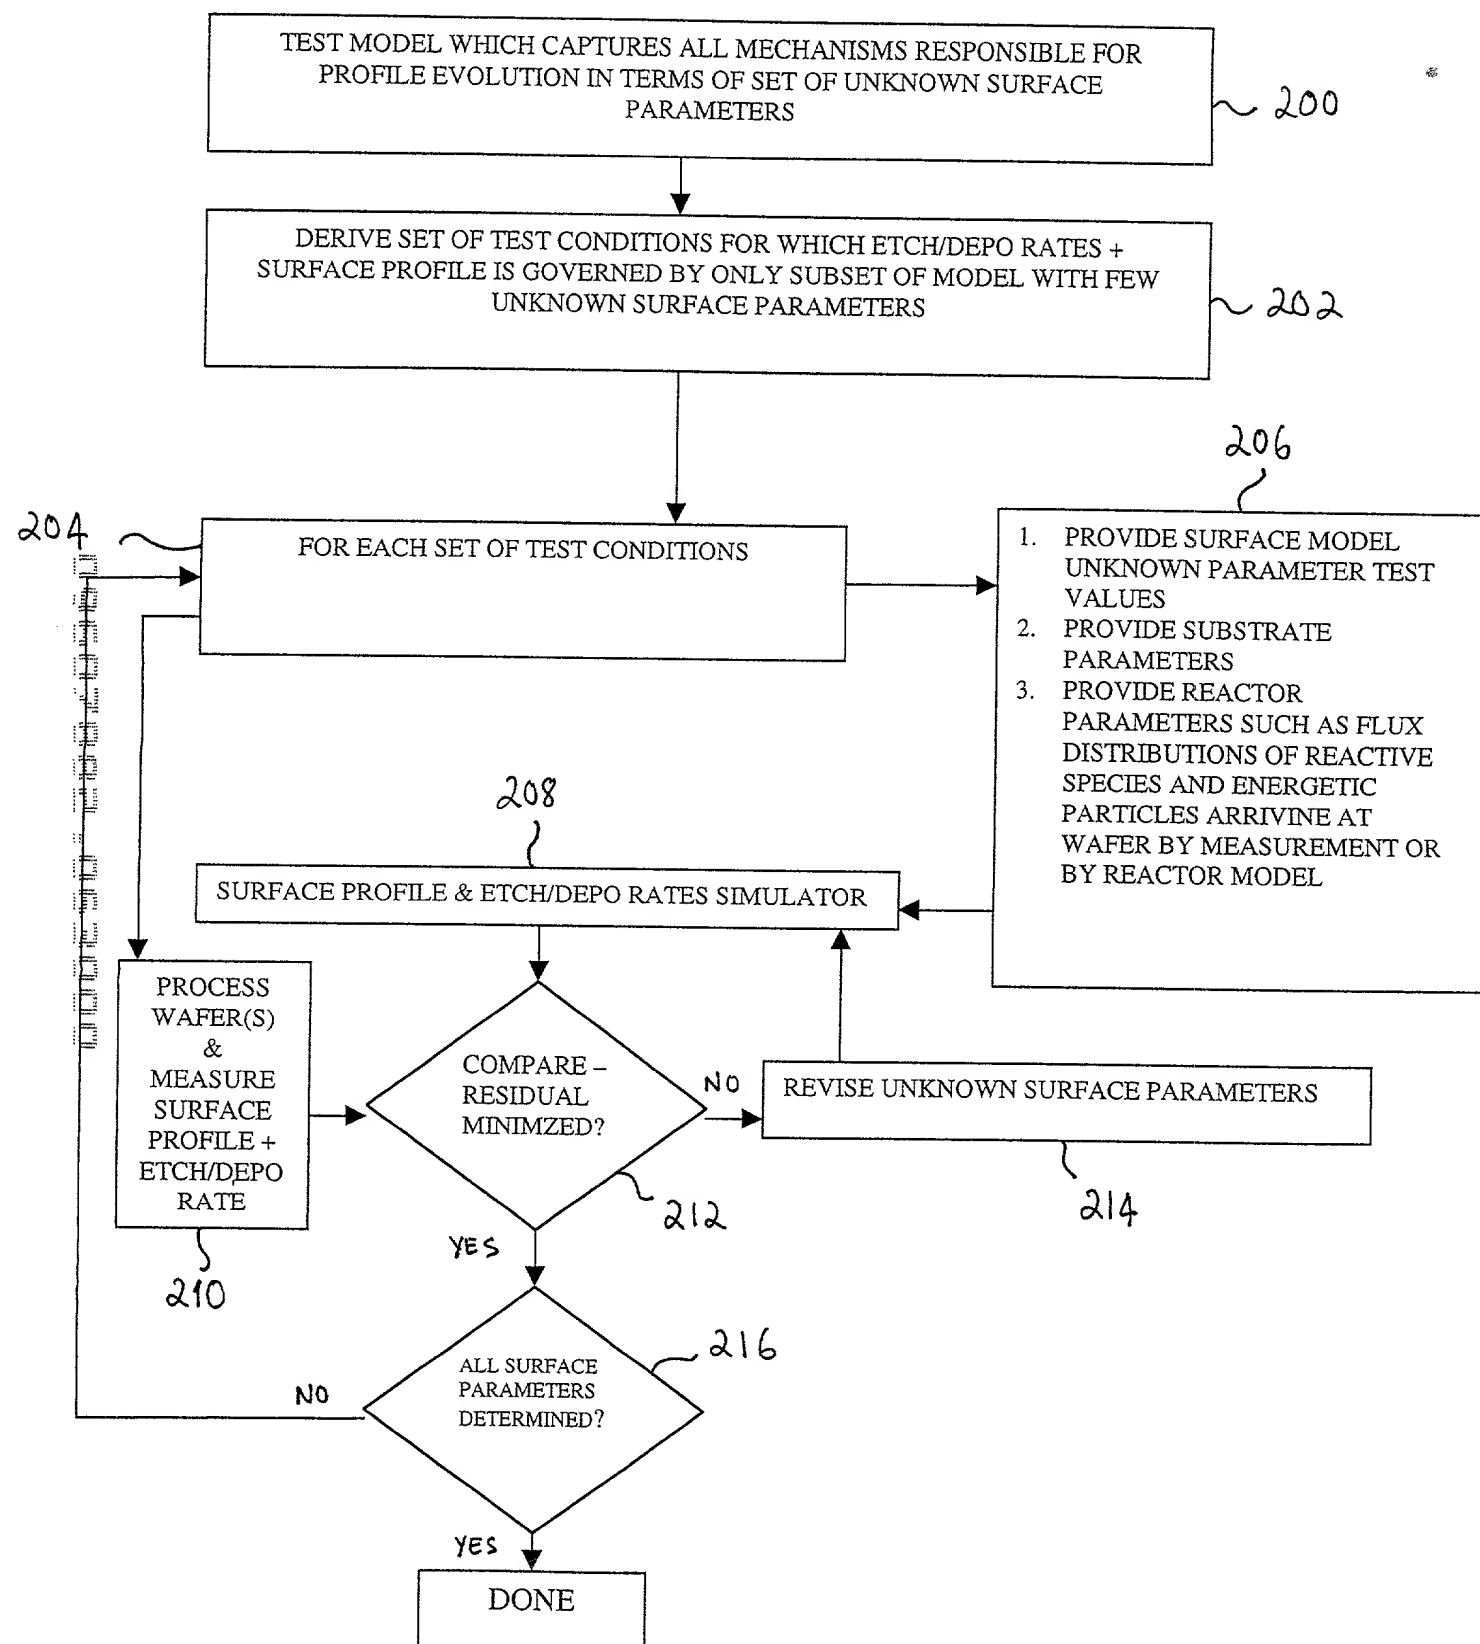 TEST MODEL WHICH CAPTURES ALL MECHANISMS RESPONSIBLE FOR
PROFILE EVOLUTION IN TERMS OF SET OF UNKNOWN SURFACE
PARAMETERS
200
DERIVE SET OF TEST CONDITIONS FOR WHICH ETCH/DEPO RATES +
SURFACE PROFILE IS GOVERNED BY ONLY SUBSET OF MODEL WITH FEW
UNKNOWN SURFACE PARAMETERS
202
204
FOR EACH SET OF TEST CONDITIONS
206
1. PROVIDE SURFACE MODEL
UNKNOWN PARAMETER TEST
VALUES
2. PROVIDE SUBSTRATE
PARAMETERS
3. PROVIDE REACTOR
PARAMETERS SUCH AS FLUX
DISTRIBUTIONS OF REACTIVE
SPECIES AND ENERGETIC
PARTICLES ARRIVINE AT
WAFER BY MEASUREMENT OR
BY REACTOR MODEL
208
SURFACE PROFILE & ETCH/DEPO RATES SIMULATOR
PROCESS
WAFER(S)
&
MEASURE
SURFACE
PROFILE +
ETCH/DEPO
RATE
210
COMPARE –
RESIDUAL
MINIMZED?
212
NO
REVISE UNKNOWN SURFACE PARAMETERS
214
YES
ALL SURFACE
PARAMETERS
DETERMINED?
216
NO
YES
DONE